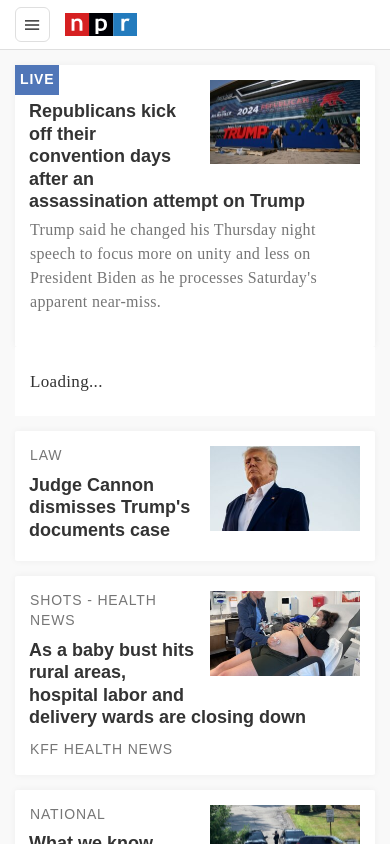 npr
LIVE
Republicans kick
off their
convention days
after an
assassination attempt on Trump
2024
TRUMP
Trump said he changed his Thursday night
speech to focus more on unity and less on
President Biden as he processes Saturday's
apparent near-miss.
Loading...
LAW
Judge Cannon
dismisses Trump's
documents case
SHOTS - HEALTH
NEWS
As a baby bust hits
rural areas,
hospital labor and
delivery wards are closing down
KFF HEALTH NEWS
NATIONAL
What we know